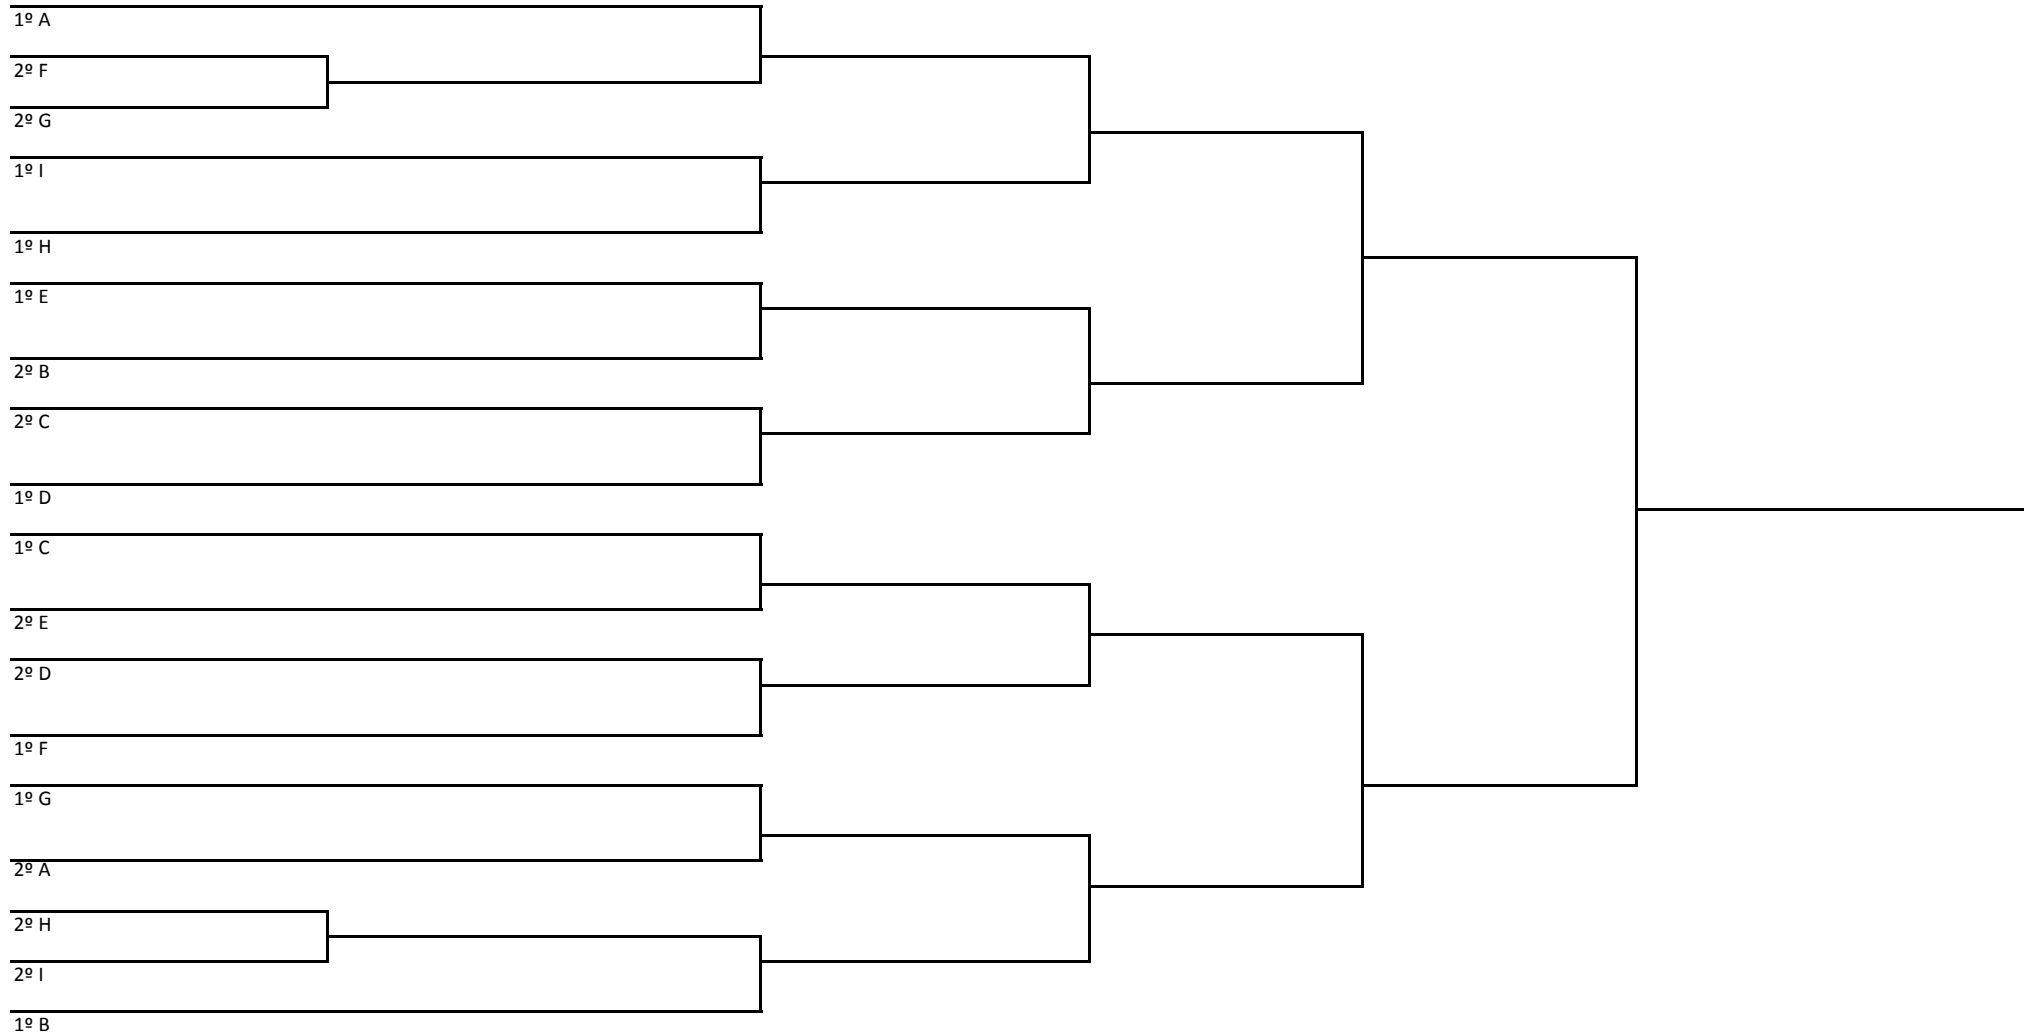 1º A
2º F
2º G
1º I
1º H
1º E
2º B
2º C
1º D
1º C
2º E
2º D
1º F
1º G
2º A
2º H
2º I
1º B